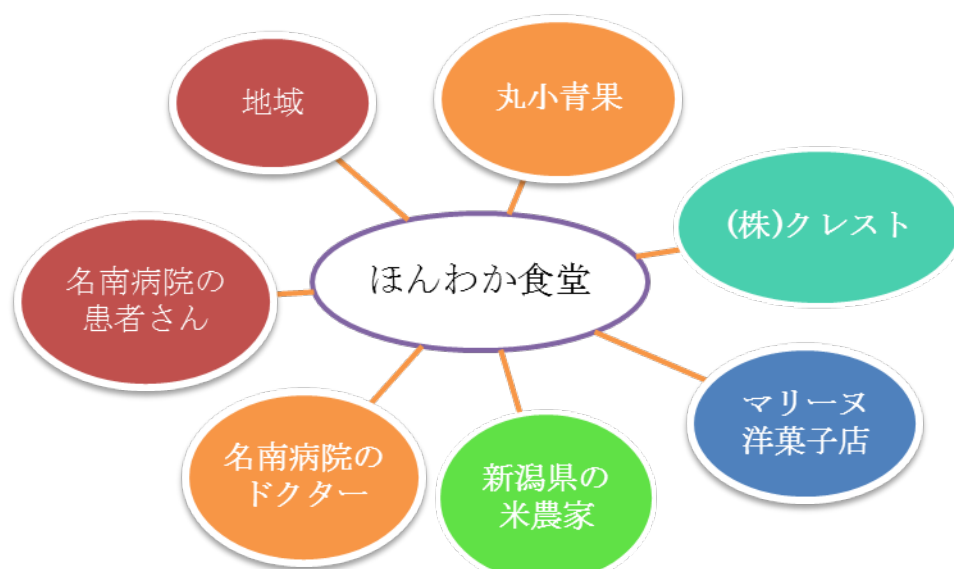 地域
丸小青果
(株)クレスト
ほんわか食堂
名南病院の
患者さん
マリーヌ
洋菓子店
名南病院の
ドクター
新潟県の
米農家